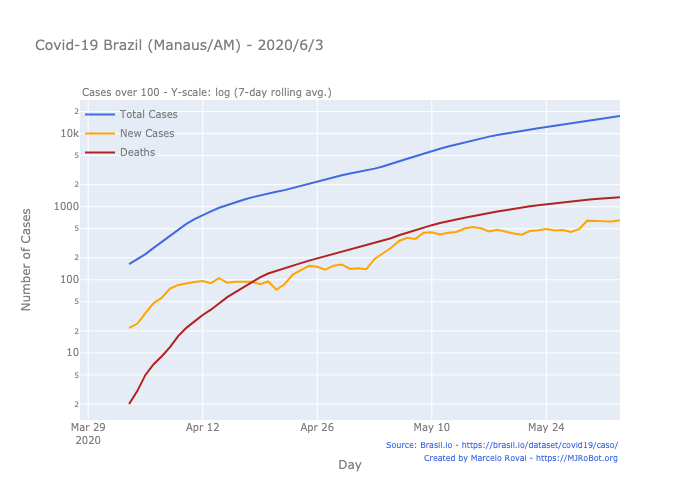 Covid-19 Brazil (Manaus/AM) - 2020/6/3
Cases over 100 - Y-scale: log (7-day rolling avg.)
Total Cases
New Cases
Deaths
2
10k
5
2
1000
5
2
100
5
2
10
5
2
Number of Cases
Mar 29
2020
Apr 12
Apr 26
May 10
May 24
Day
Source: Brasil.io - https://brasil.io/dataset/covid19/caso/
Created by Marcelo Rovai - https://MJRoBot.org